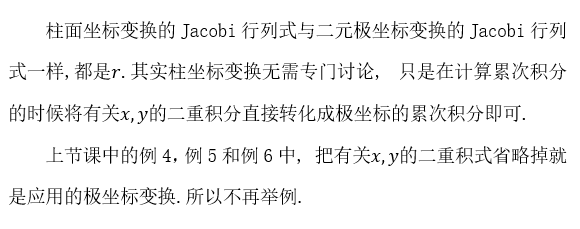 柱面坐标变换的 Jacobi 行列式与二元极坐标变换的 Jacobi 行列
式一样,都是r.其实柱坐标变换无需专门讨论, 只是在计算累次积分
的时候将有关x,y的二重积分直接转化成极坐标的累次积分即可.
上节课中的例 4,例 5 和例 6 中, 把有关x,y的二重积式省略掉就
是应用的极坐标变换.所以不再举例.